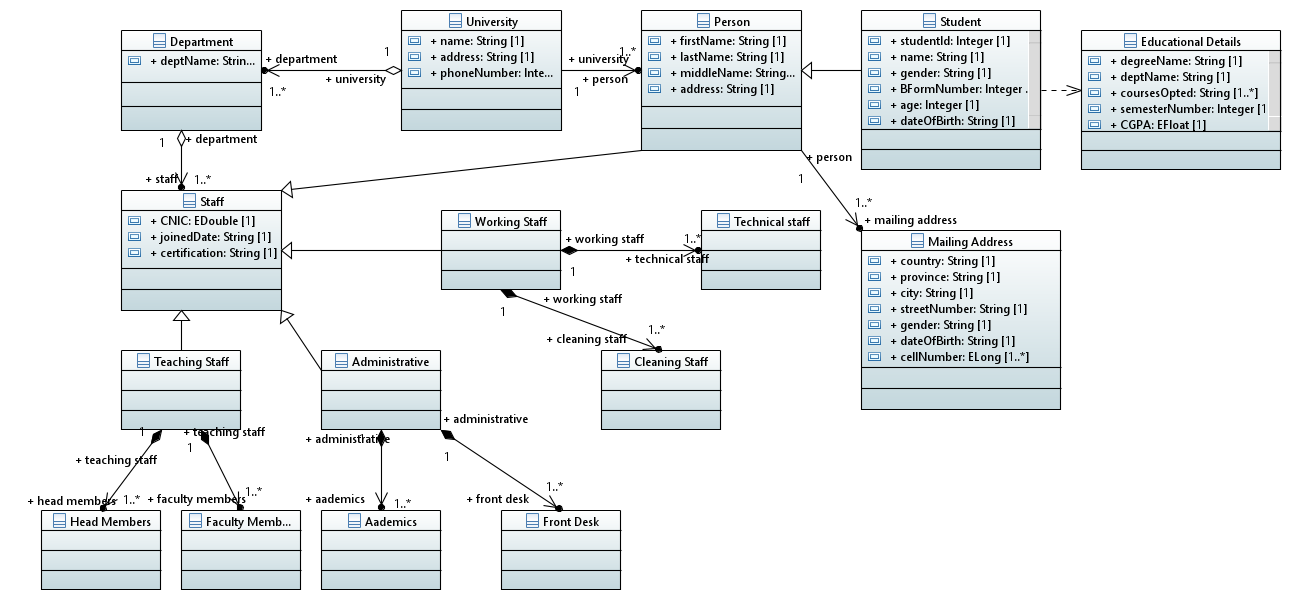 Department
+ deptName: Strin...
University
+ name: String [1]
+ address: String [1]
+ phoneNumber: Inte...
Person
+ firstName: String [1]
+ lastName: String [1]
+ middleName: String...
+ address: String [1]
Student
+ studentId: Integer [1]
+ name: String [1]
+ gender: String [1]
+ BFormNumber: Integer .
+ age: Integer [1]
+ dateOfBirth: String [1]
Educational Details
+ degreeName: String [1]
+ deptName: String [1]
+ coursesOpted: String [1..*]
+ semesterNumber: Integer [1
+ CGPA: EFloat [1]
+ department
1
+ university
1..*
+ university
1..*
+ person
1
1
+ department
+ staff
1..*
+ person
1
1..*
+ mailing address
Staff
+ CNIC: EDouble [1]
+ joinedDate: String [1]
+ certification: String [1]
Working Staff
+ working staff
1..*
+ technical staff
1
Technical staff
Mailing Address
+ country: String [1]
+ province: String [1]
+ city: String [1]
+ streetNumber: String [1]
+ gender: String [1]
+ dateOfBirth: String [1]
+ cellNumber: ELong [1..*]
+ working staff
1
1..*
+ cleaning staff
Teaching Staff
Administrative
Cleaning Staff
1
+ teaching staff
+ teaching staff
1
+ administrative
+ administrative
1
+ head members
1..*
+ faculty members
1..*
+ aademics
1..*
+ front desk
1..*
Head Members
Faculty Memb...
Aademics
Front Desk